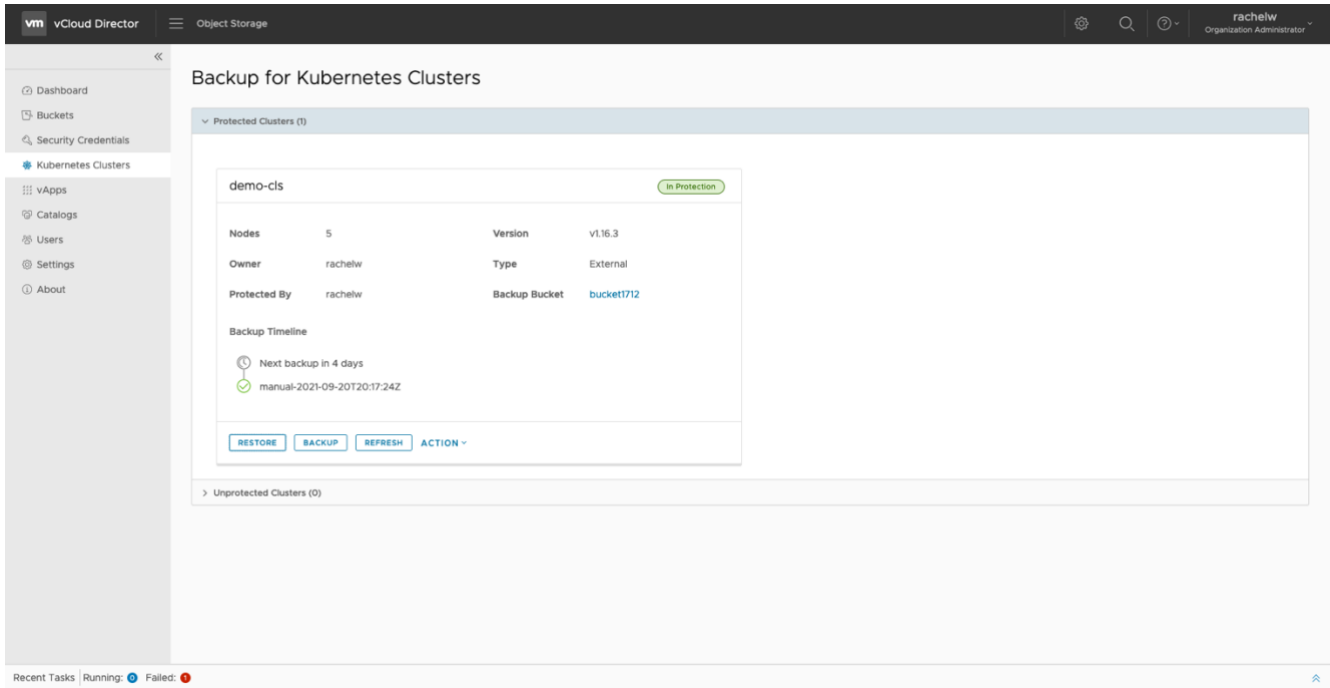 vm vCloud Director Object Storage rachelw
Organization Administrator
Dashboard
Buckets
Security Credentials
Kubernetes Clusters
vApps
Catalogs
Users
Settings
About
Backup for Kubernetes Clusters
Protected Clusters (1)
demo-cls In Protection
Nodes 5 Version v1.16.3
Owner rachelw Type External
Protected By rachelw Backup Bucket bucket1712
Backup Timeline
Next backup in 4 days
manual-2021-09-20T20:17:24Z
RESTORE BACKUP REFRESH ACTION
Unprotected Clusters (0)
Recent Tasks Running: 0 Failed: 1